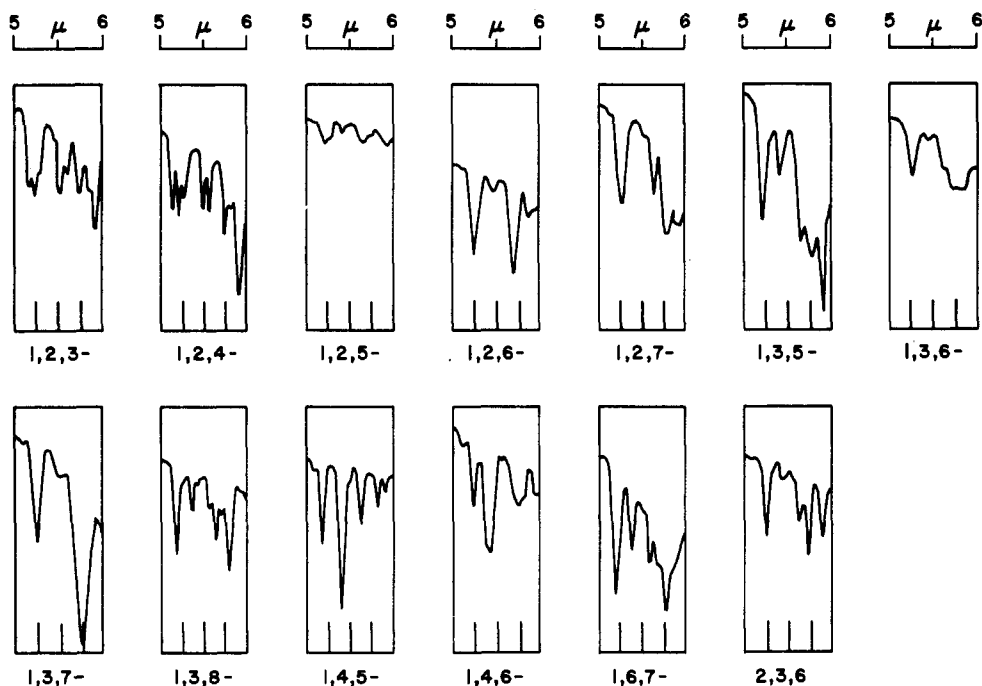 5 μ 6 5 μ 6 5 μ 6 5 μ 6 5 μ 6 5 μ 6 5 μ 6
1,2,3- 1,2,4- 1,2,5- 1,2,6- 1,2,7- 1,3,5- 1,3,6-
1,3,7- 1,3,8- 1,4,5- 1,4,6- 1,6,7- 2,3,6